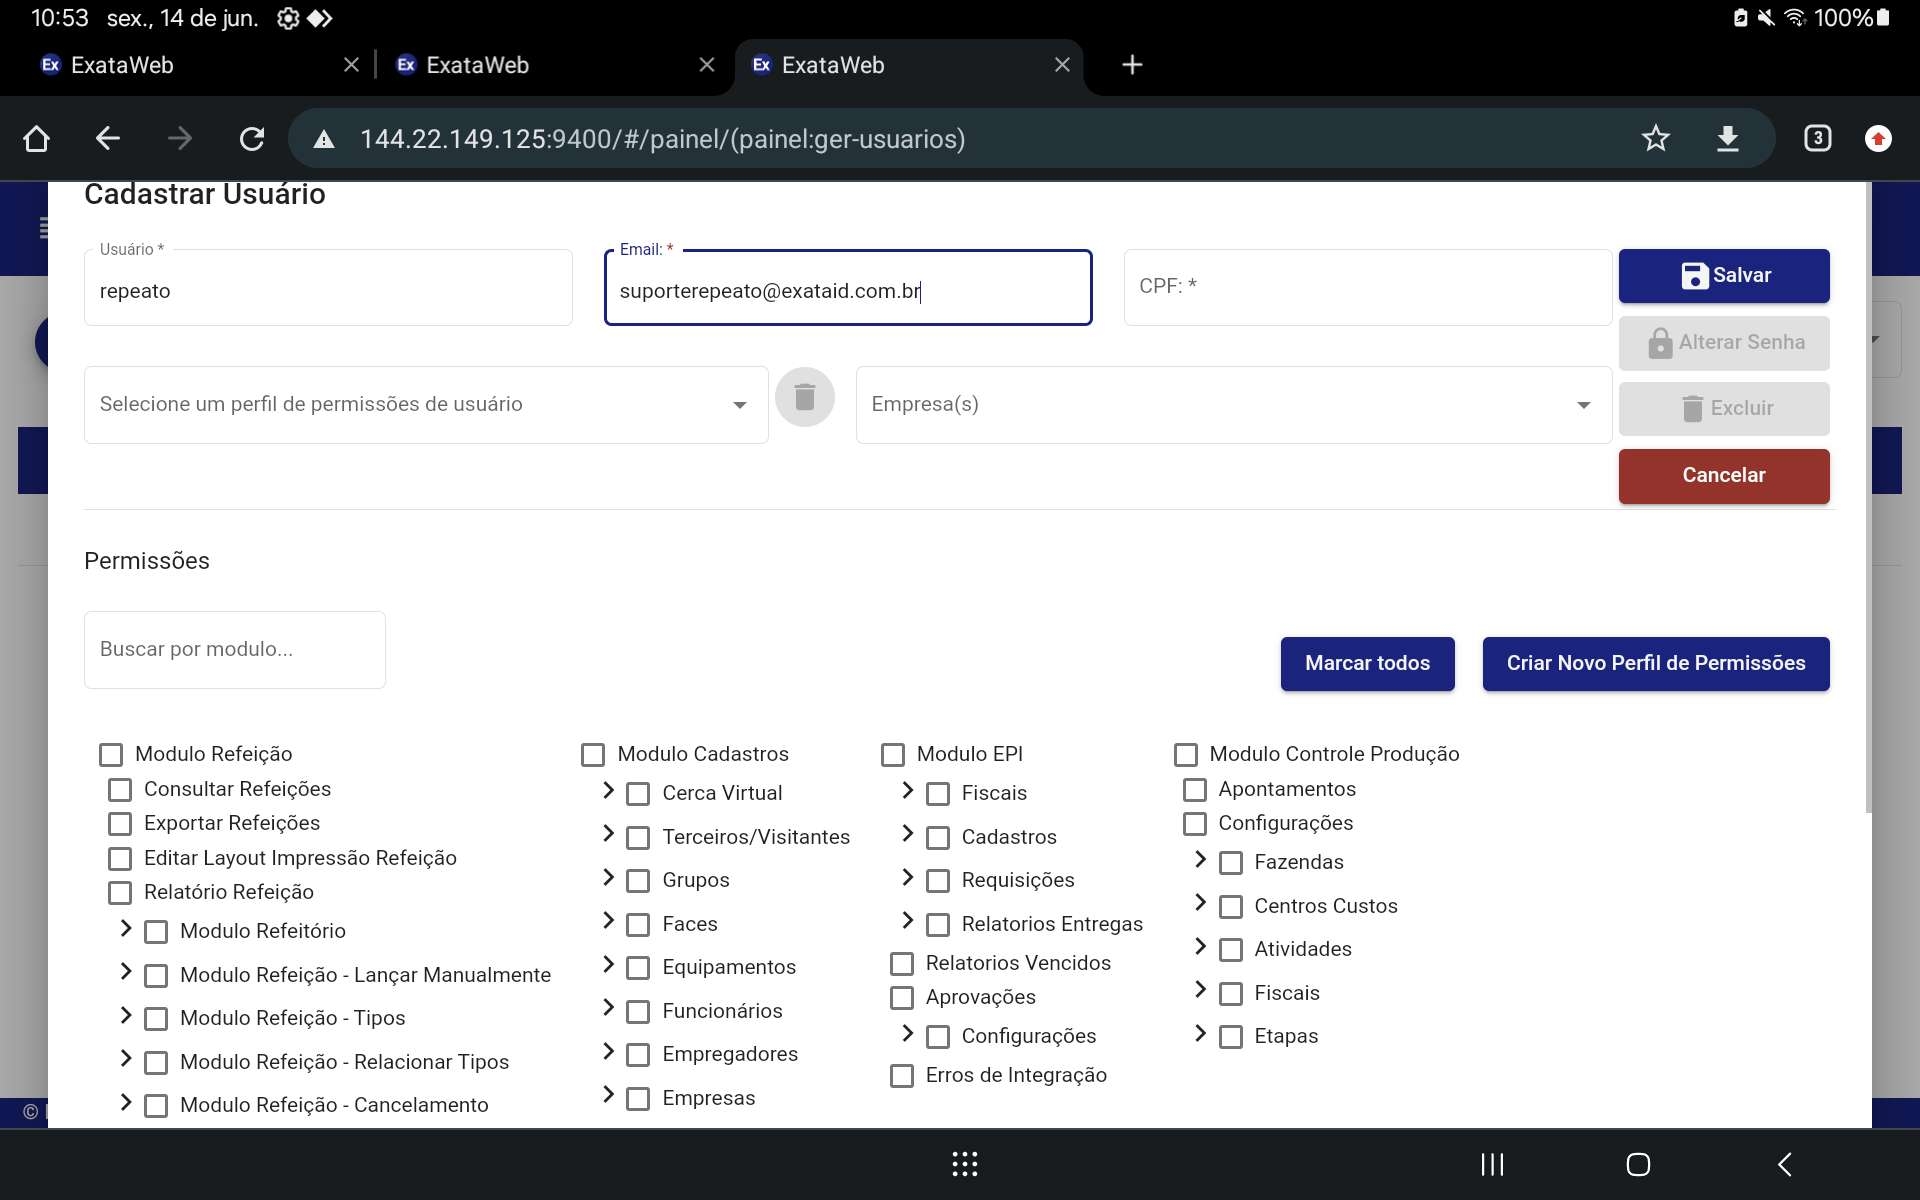 10:53 sex., 14 de jun. 100%
Ex ExataWeb Ex ExataWeb Ex ExataWeb
144.22.149.125:9400/#/painel/(painel:ger-usuarios) 3
Cadastrar Usuário
Usuário * Email: *
repeato suporterepeato@exataid.com.br CPF: * Salvar
Alterar Senha
Selecione um perfil de permissões de usuário Empresa(s) Excluir
Cancelar
Permissões
Buscar por modulo... Marcar todos Criar Novo Perfil de Permissões
Modulo Refeição
Consultar Refeições
Exportar Refeições
Editar Layout Impressão Refeição
Relatório Refeição
Modulo Refeitório
Modulo Refeição - Lançar Manualmente
Modulo Refeição - Tipos
Modulo Refeição - Relacionar Tipos
Modulo Refeição - Cancelamento
Modulo Cadastros
Cerca Virtual
Terceiros/Visitantes
Grupos
Faces
Equipamentos
Funcionários
Empregadores
Empresas
Modulo EPI
Fiscais
Cadastros
Requisições
Relatorios Entregas
Relatorios Vencidos
Aprovações
Configurações
Erros de Integração
Modulo Controle Produção
Apontamentos
Configurações
Fazendas
Centros Custos
Atividades
Fiscais
Etapas
©